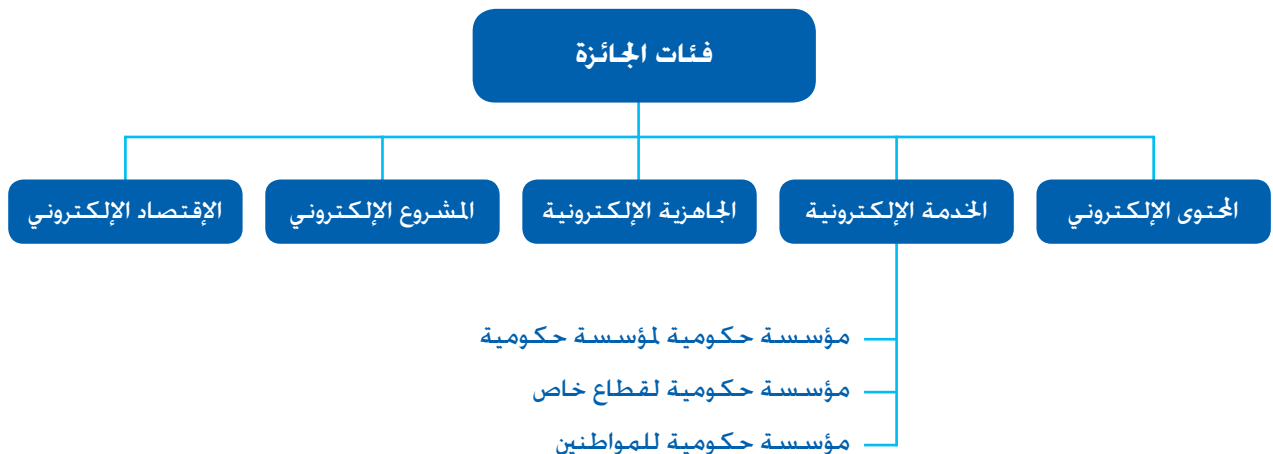 فئات الجائزة
المحتوى الإلكتروني
الخدمة الإلكترونية
الجاهزية الإلكترونية
المشروع الإلكتروني
الإقتصاد الإلكتروني
مؤسسة حكومية لمؤسسة حكومية
مؤسسة حكومية لقطاع خاص
مؤسسة حكومية للمواطنين